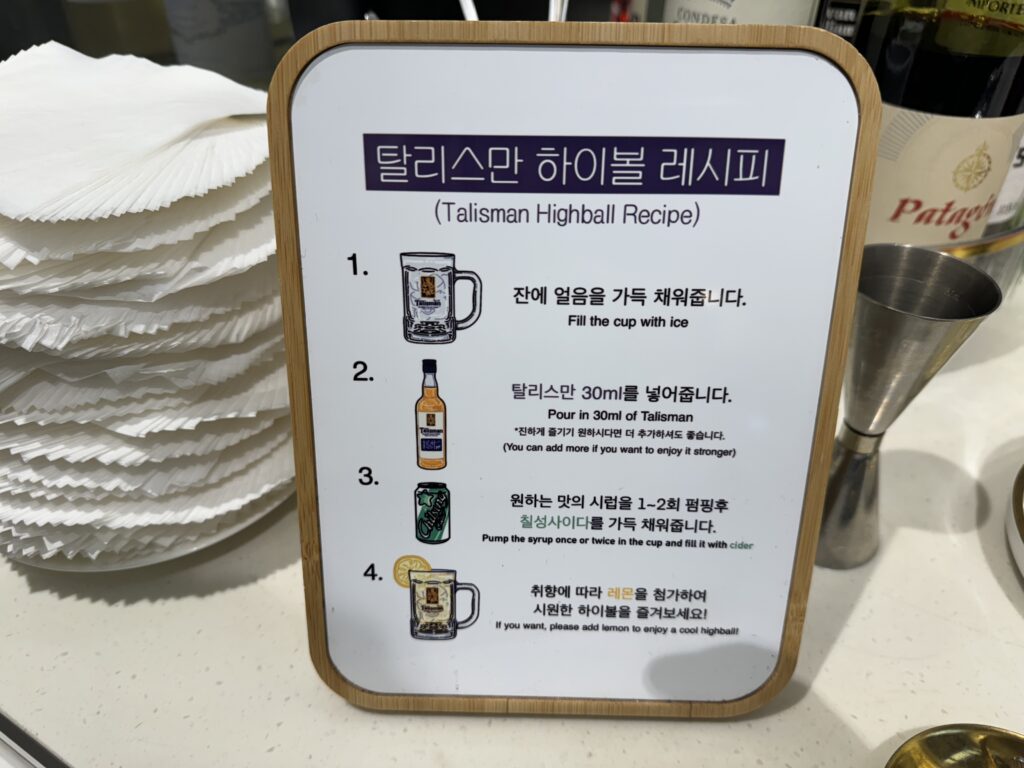 CONDESA
IMPORTE
탈리스만 하이볼 레시피
(Talisman Highball Recipe)
1.
Talisman
잔에 얼음을 가득 채워줍니다.
Fill the cup with ice
2.
Talisman
탈리스만 30ml를 넣어줍니다.
Pour in 30ml of Talisman
*진하게 즐기기 원하시다면 더 추가하셔도 좋습니다.
(You can add more if you want to enjoy it stronger)
3.
원하는 맛의 시럽을 1~2회 펌핑후
칠성사이다를 가득 채워줍니다.
Pump the syrup once or twice in the cup and fill it with cider
4.
Talisman
취향에 따라 레몬을 첨가하여
시원한 하이볼을 즐겨보세요!
If you want, please add lemon to enjoy a cool highball!